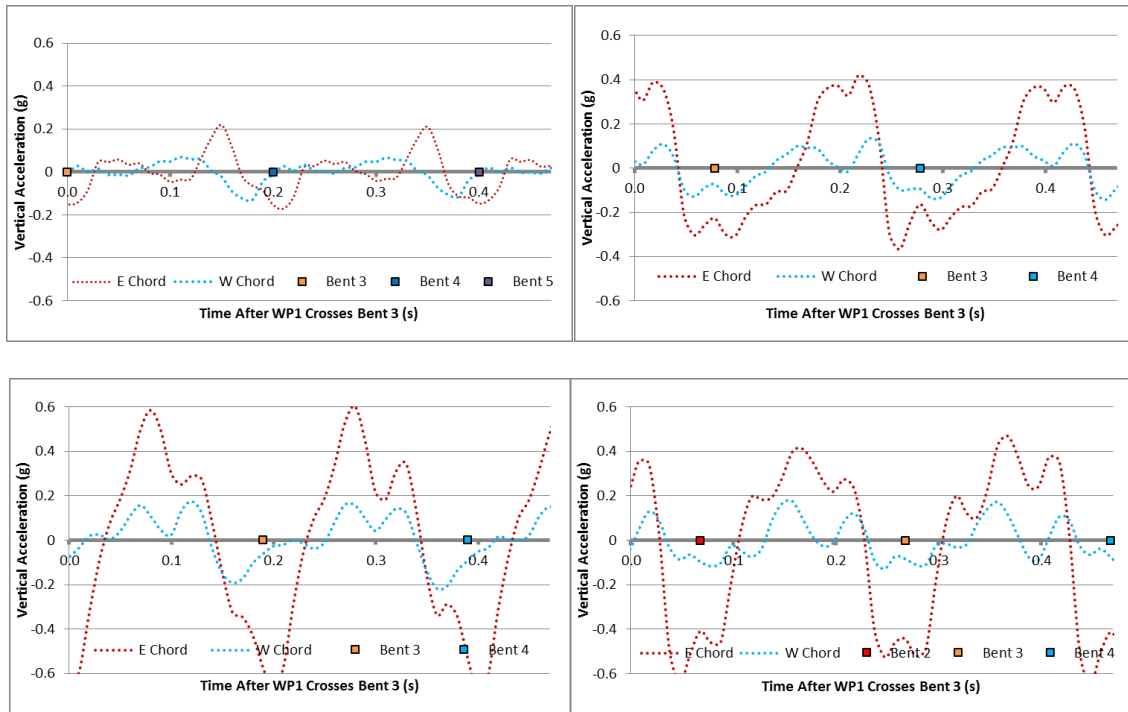 0.6
0.4
0.2
0
-0.2
-0.4
-0.6
Vertical Acceleration (g)
0.0 0.1 0.2 0.3 0.4
E Chord W Chord Bent 3 Bent 4 Bent 5
Time After WP1 Crosses Bent 3 (s)
0.6
0.4
0.2
0
-0.2
-0.4
-0.6
Vertical Acceleration (g)
0.0 0.1 0.2 0.3 0.4
E Chord W Chord Bent 3 Bent 4
Time After WP1 Crosses Bent 3 (s)
0.6
0.4
0.2
0
-0.2
-0.4
-0.6
Vertical Acceleration (g)
0.0 0.1 0.2 0.3 0.4
E Chord W Chord Bent 3 Bent 4
Time After WP1 Crosses Bent 3 (s)
0.6
0.4
0.2
0
-0.2
-0.4
-0.6
Vertical Acceleration (g)
0.0 0.1 0.2 0.3 0.4
E Chord W Chord Bent 2 Bent 3 Bent 4
Time After WP1 Crosses Bent 3 (s)